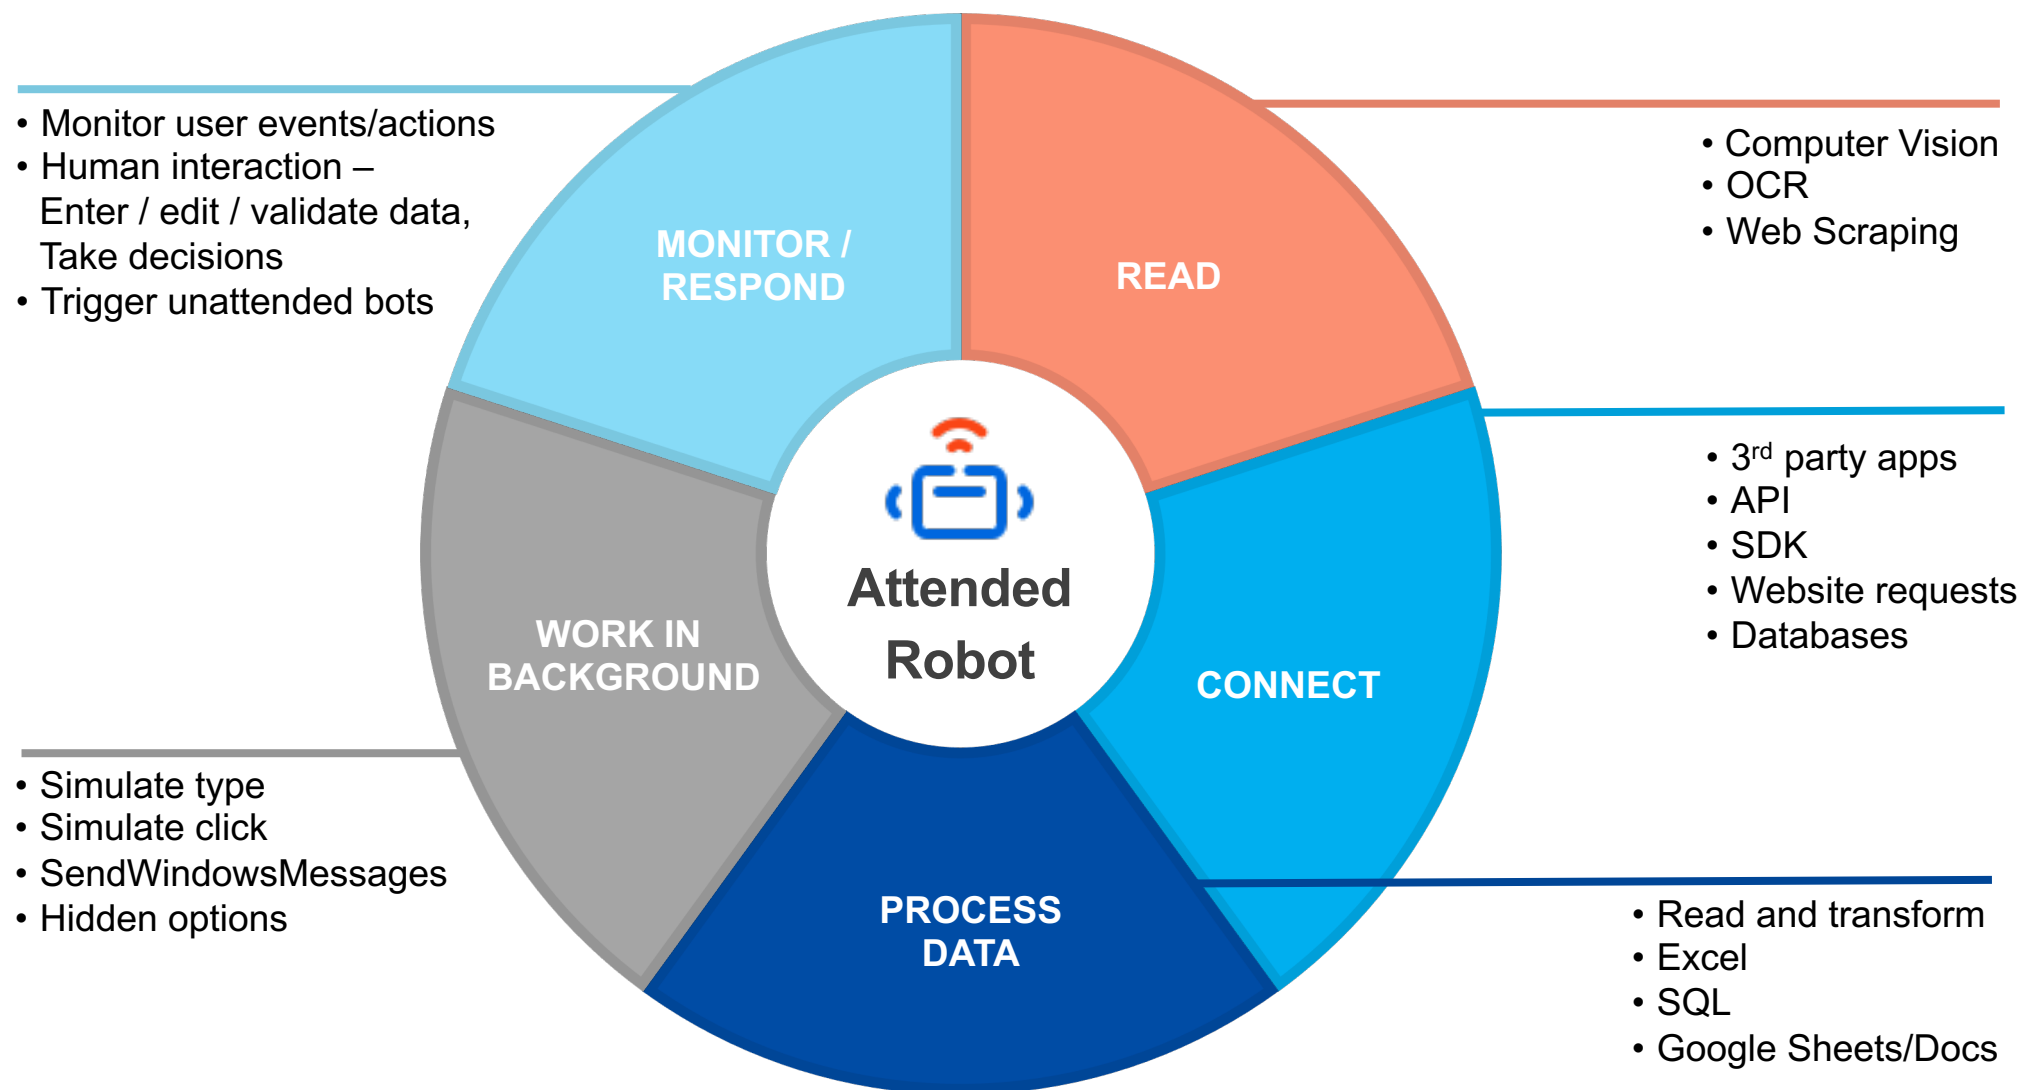 • Monitor user events/actions
• Human interaction –
Enter / edit / validate data,
Take decisions
• Trigger unattended bots
MONITOR /
RESPOND
READ
• Computer Vision
• OCR
• Web Scraping
Attended
Robot
• 3rd party apps
• API
• SDK
• Website requests
• Databases
WORK IN
BACKGROUND
CONNECT
• Simulate type
• Simulate click
• SendWindowsMessages
• Hidden options
PROCESS
DATA
• Read and transform
• Excel
• SQL
• Google Sheets/Docs